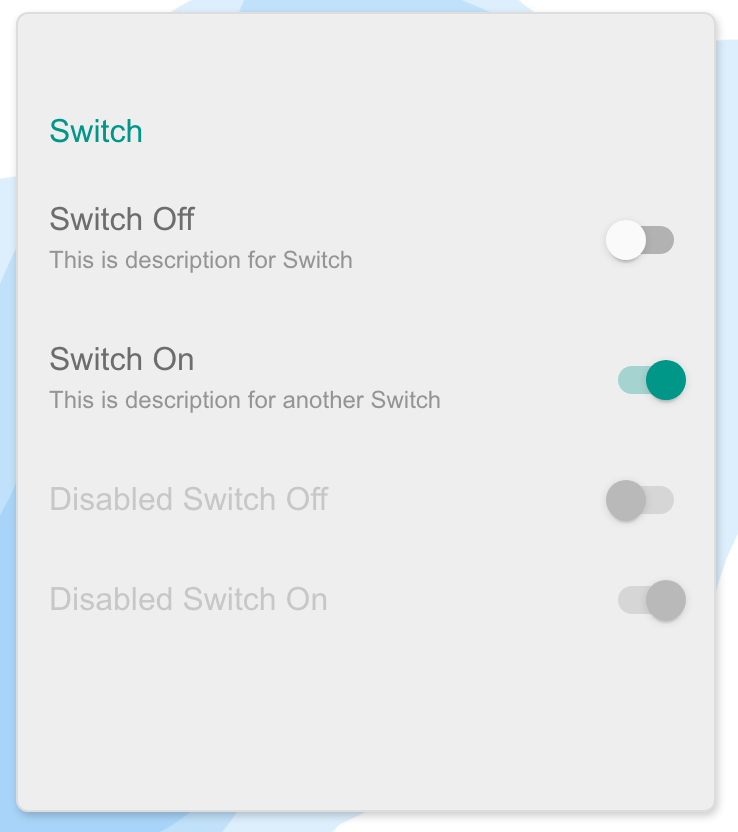 Switch
Switch Off
This is description for Switch
Switch On
This is description for another Switch
Disabled Switch Off
Disabled Switch On